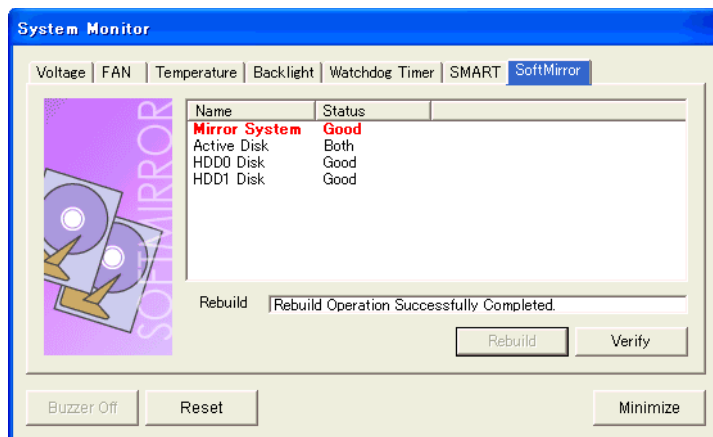 System Monitor
Voltage FAN Temperature Backlight Watchdog Timer SMART SoftMirror
Name Status
Mirror System Good
Active Disk Both
HDD0 Disk Good
HDD1 Disk Good
SOFTMIRROR
Rebuild Rebuild Operation Successfully Completed.
Rebuild Verify
Buzzer Off Reset Minimize